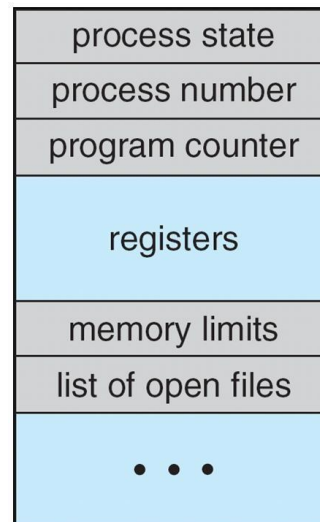 process state
process number
program counter
registers
memory limits
list of open files
• • •